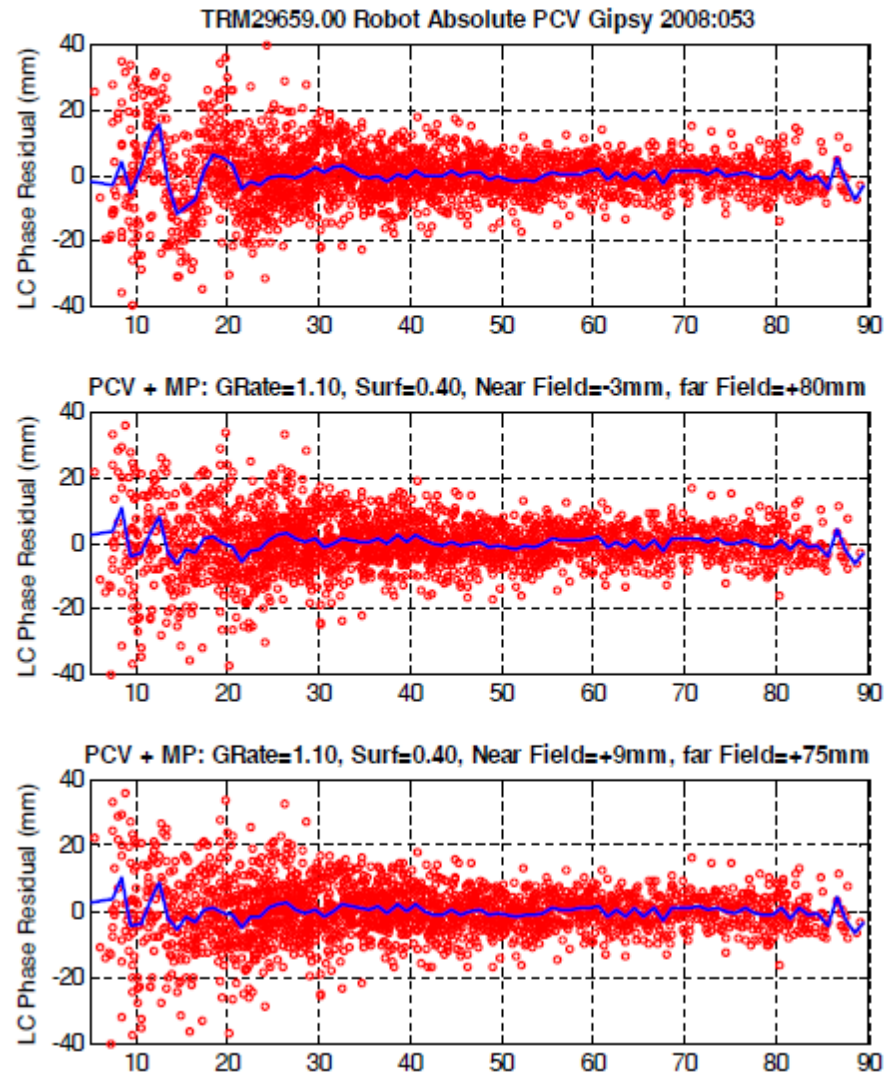 TRM29659.00 Robot Absolute PCV Gipsy 2008:053
LC Phase Residual (mm)
40
20
0
-20
-40
10 20 30 40 50 60 70 80 90
PCV + MP: GRate=1.10, Surf=0.40, Near Field=-3mm, far Field=+80mm
LC Phase Residual (mm)
40
20
0
-20
-40
10 20 30 40 50 60 70 80 90
PCV + MP: GRate=1.10, Surf=0.40, Near Field=+9mm, far Field=+75mm
LC Phase Residual (mm)
40
20
0
-20
-40
10 20 30 40 50 60 70 80 90